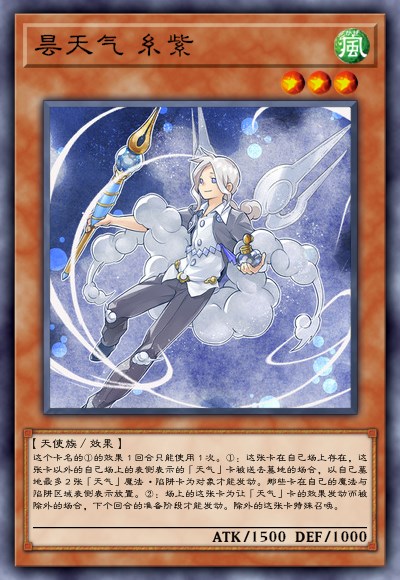 昙天气 糸紫
風
【天使族／效果】
这个卡名的①的效果１回合只能使用１次。①：这张卡在自己场上存在，这
张卡以外的自己场上的表侧表示的「天气」卡被送去墓地的场合，以自己墓
地最多２张「天气」魔法・陷阱卡为对象才能发动。那些卡在自己的魔法与
陷阱区域表侧表示放置。②：场上的这张卡为让「天气」卡的效果发动而被
除外的场合，下个回合的准备阶段才能发动。除外的这张卡特殊召唤。
ATK/1500 DEF/1000